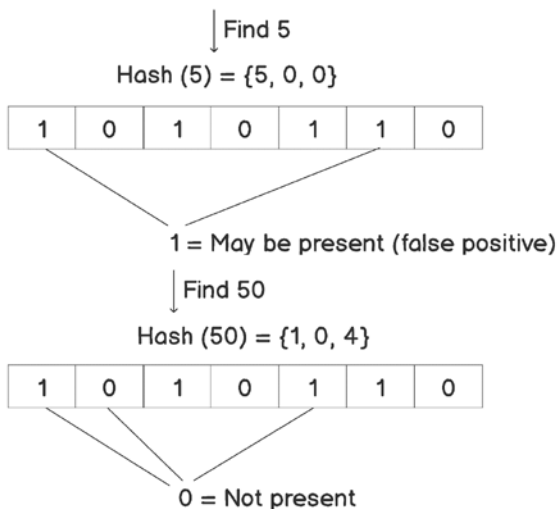 Find 5
Hash (5) = {5, 0, 0}
1 0 1 0 1 1 0
1 = May be present (false positive)
Find 50
Hash (50) = {1, 0, 4}
1 0 1 0 1 1 0
0 = Not present